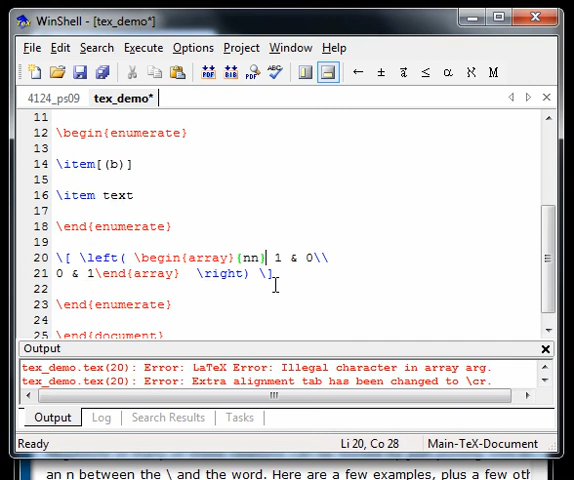 WinShell - [tex_demo*]
File Edit Search Execute Options Project Window Help
PDF BIB PDF ABC ← ± a ≤ α ℵ M
4124_ps09 tex_demo*
11
12 \begin{enumerate}
13
14 \item[(b)]
15
16 \item text
17
18 \end{enumerate}
19
20 \[ \left( \begin{array}{nn} 1 & 0\\
21 0 & 1\end{array} \right) \]
22
23 \end{enumerate}
24
25 \end{document}
Output
tex_demo.tex(20): Error: LaTeX Error: Illegal character in array arg.
tex_demo.tex(20): Error: Extra alignment tab has been changed to \cr.
Output Log Search Results Tasks
Ready Li 20, Co 28 Main-TeX-Document
an n between the \ and the word. Here are a few examples, plus a few oth